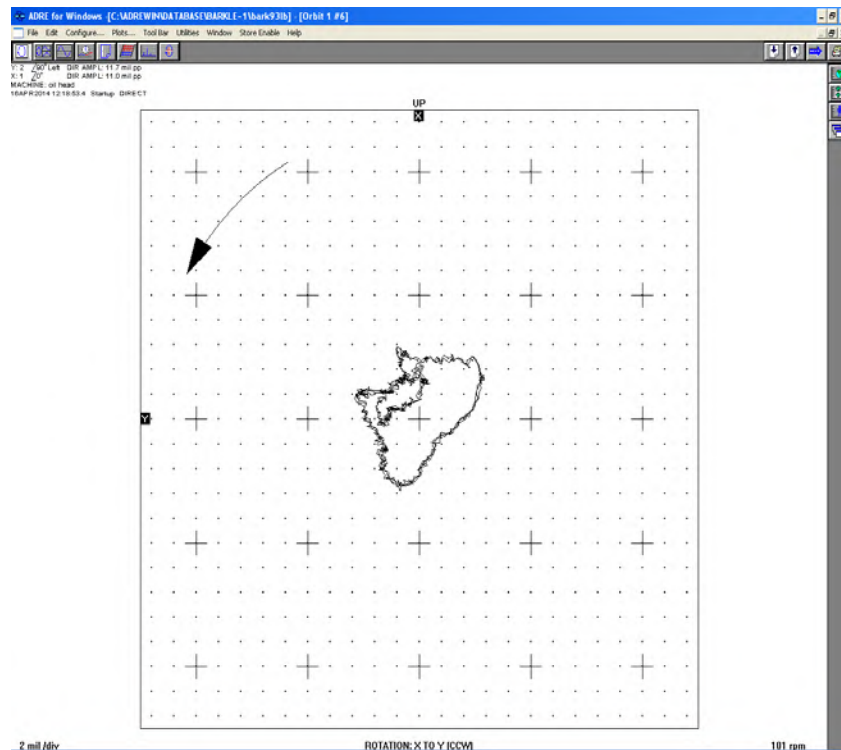 ADRE for Windows -[C:\ADREWIN\DATABASE\BARKLE~1\bark93lb] - [Orbit 1 #6]
File Edit Configure.... Plots.... Tool Bar Utilities Window Store Enable Help
Y: 2 ∠90° Left DIR AMPL: 11.7 mil pp
X: 1 ∠0° DIR AMPL: 11.0 mil pp
MACHINE: oil head
16APR2014 12:18:53.4 Startup DIRECT
UP
X
Y
2 mil /div ROTATION: X TO Y [CCW] 101 rpm